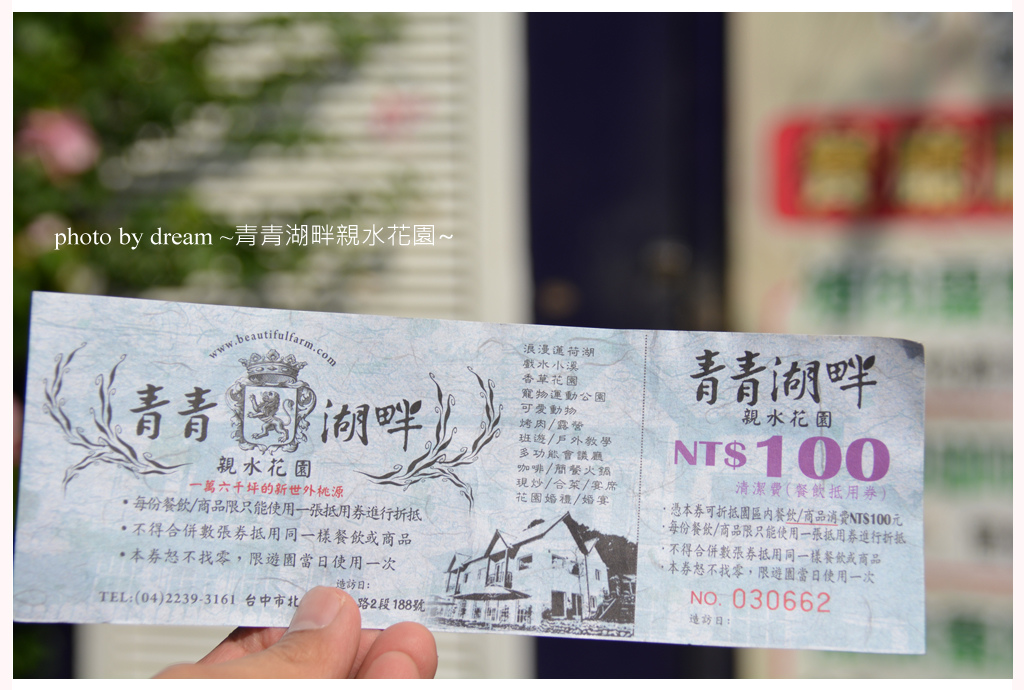 photo by dream ~青青湖畔親水花園~
www.beautifulfarm.com
青青湖畔
親水花園
一萬六千坪的新世外桃源
•每份餐飲/商品限只能使用一張抵用券進行折抵
•不得合併數張券抵用同一樣餐飲或商品
•本券恕不找零，限遊園當日使用一次
造訪日：
TEL:(04)2239-3161 台中市北 路2段188號
浪漫蓮荷湖
戲水小溪
香草花園
寵物運動公園
可愛動物
烤肉/露營
班遊/戶外教學
多功能會議廳
咖啡/簡餐火鍋
現炒/合菜/宴席
花園婚禮/婚宴
青青湖畔
親水花園
NT$100
清潔費(餐飲抵用券)
·憑本券可折抵園區內餐飲/商品消費NT$100元
·每份餐飲/商品限只能使用一張抵用券進行折抵
·不得合併數張券抵用同一樣餐飲或商品
·本券恕不找零，限遊園當日使用一次
NO. 030662
造訪日：